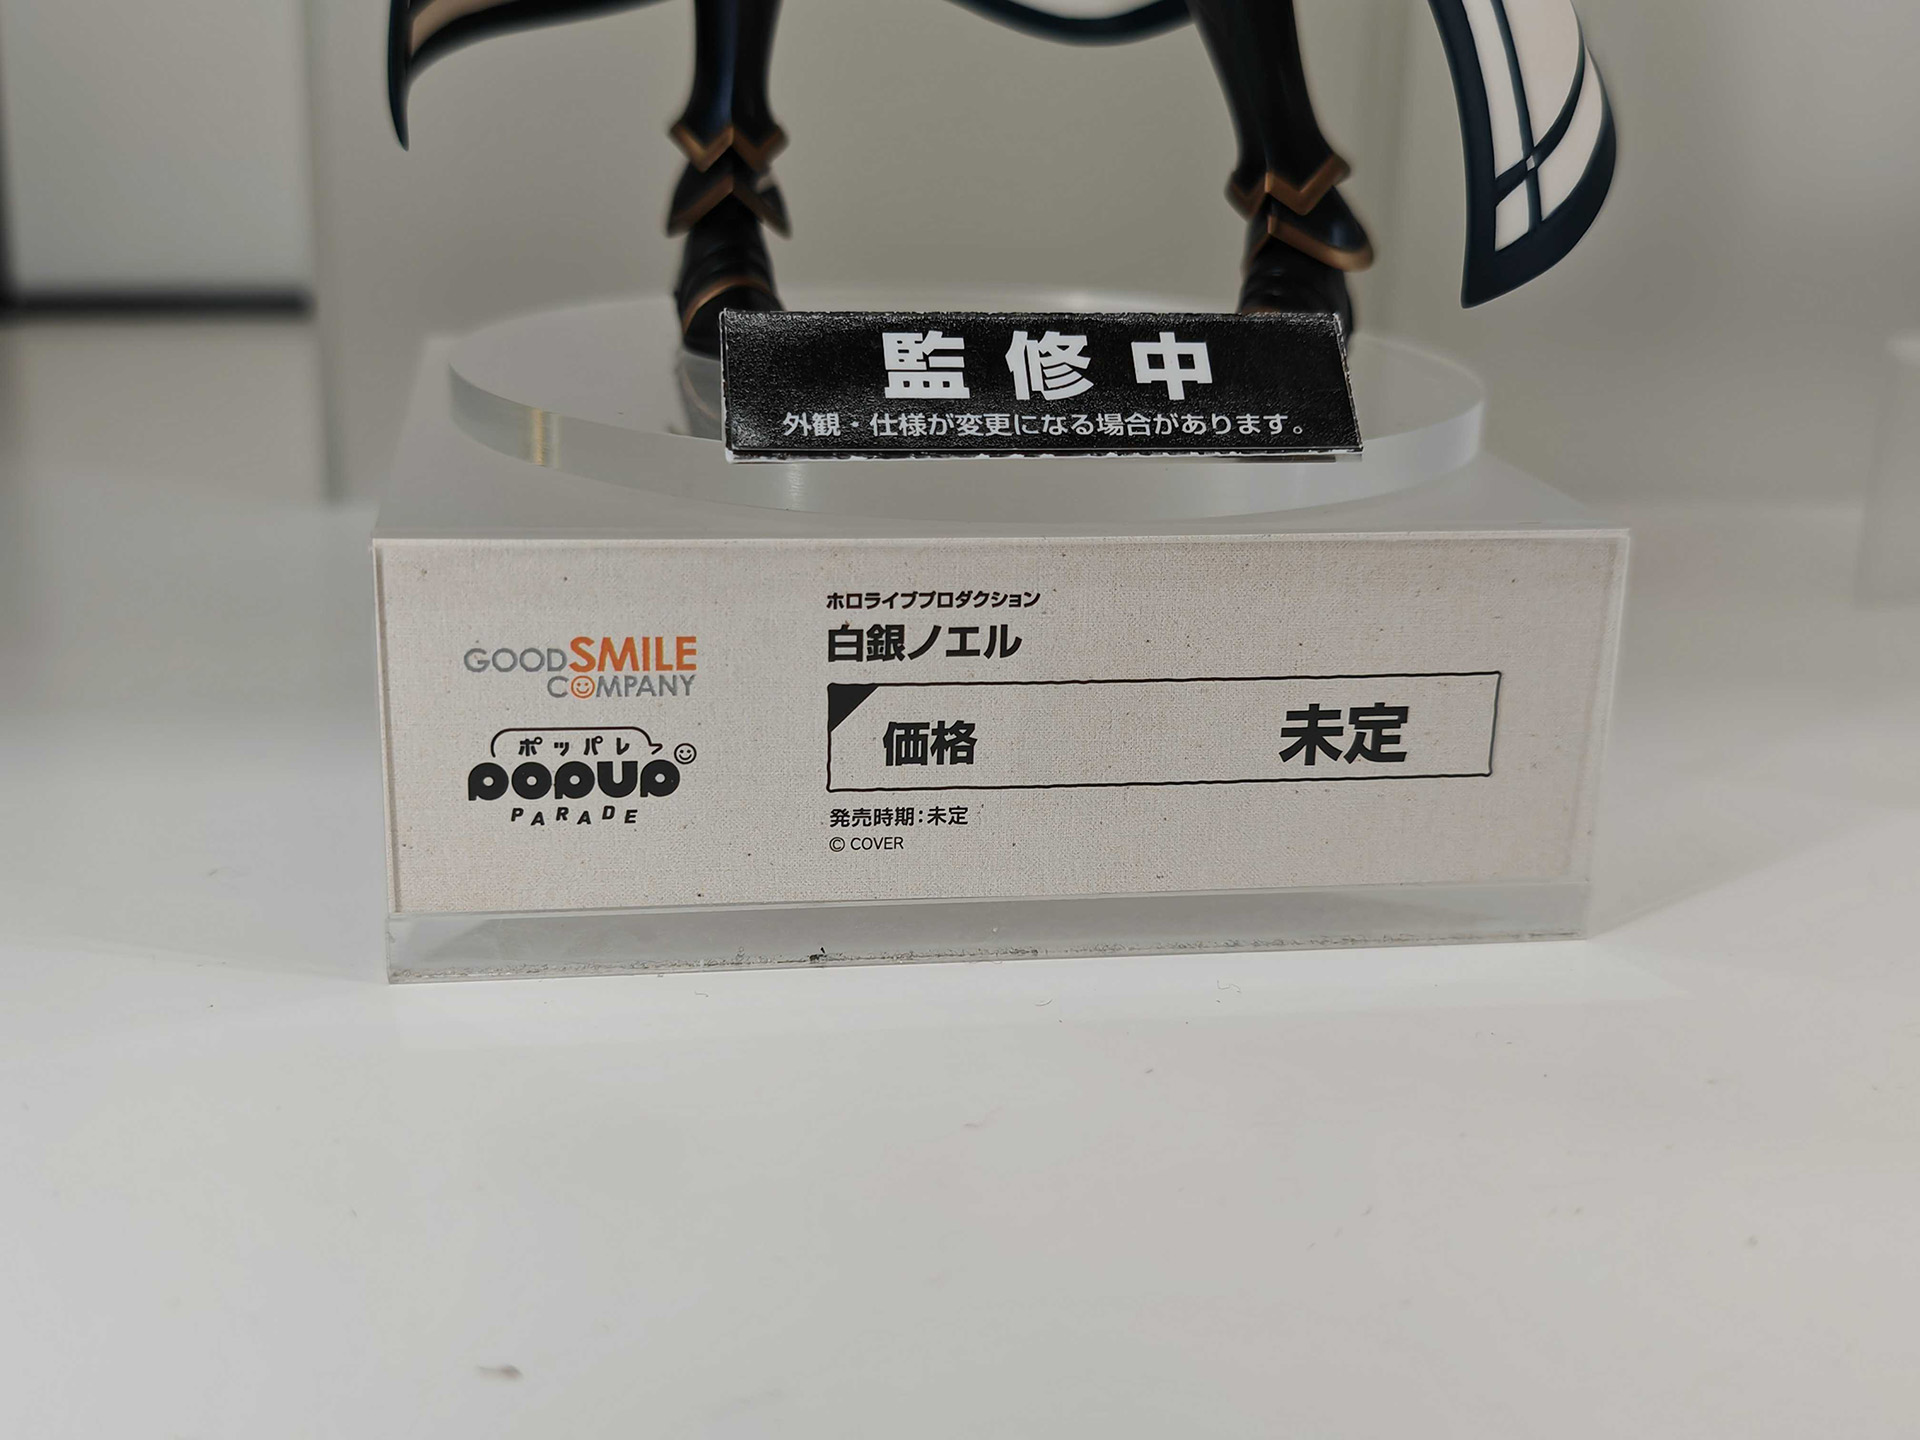 監修中
外観・仕様が変更になる場合があります。
GOODSMILE
COMPANY
ポッパレ
POPUP
PARADE
ホロライブプロダクション
白銀ノエル
価格 未定
発売時期：未定
© COVER